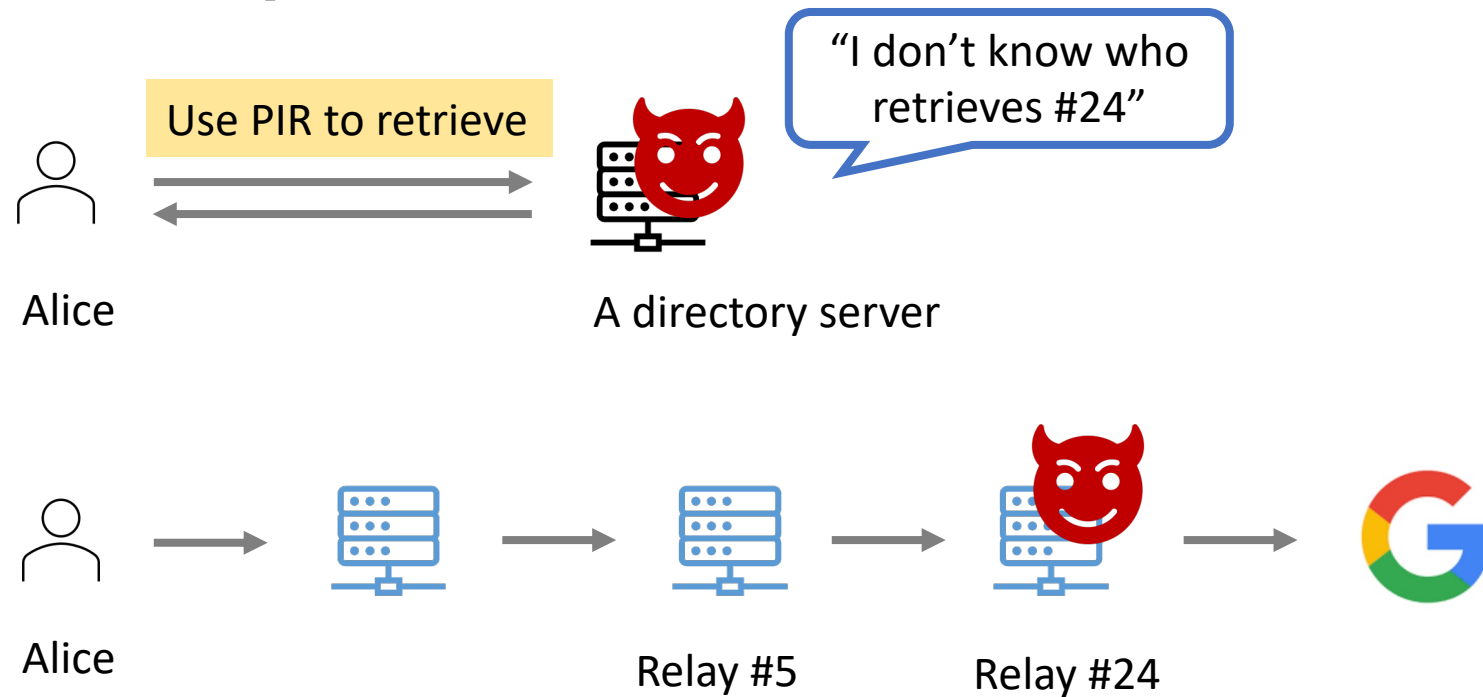 “I don’t know who
retrieves #24”
Use PIR to retrieve
Alice
A directory server
Alice
Relay #5
Relay #24